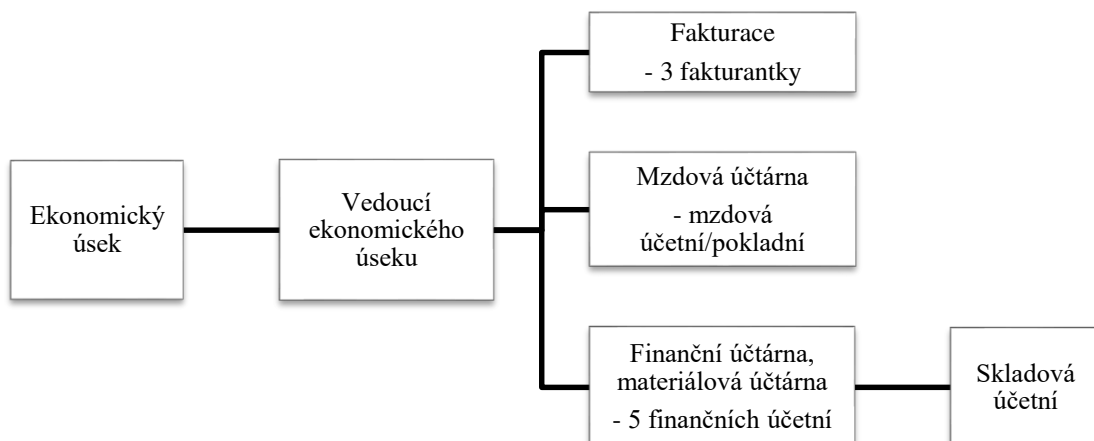 Fakturace
- 3 fakturantky
Ekonomický
úsek
Vedoucí
ekonomického
úseku
Mzdová účtárna
- mzdová
účetní/pokladní
Finanční účtárna,
materiálová účtárna
- 5 finančních účetní
Skladová
účetní